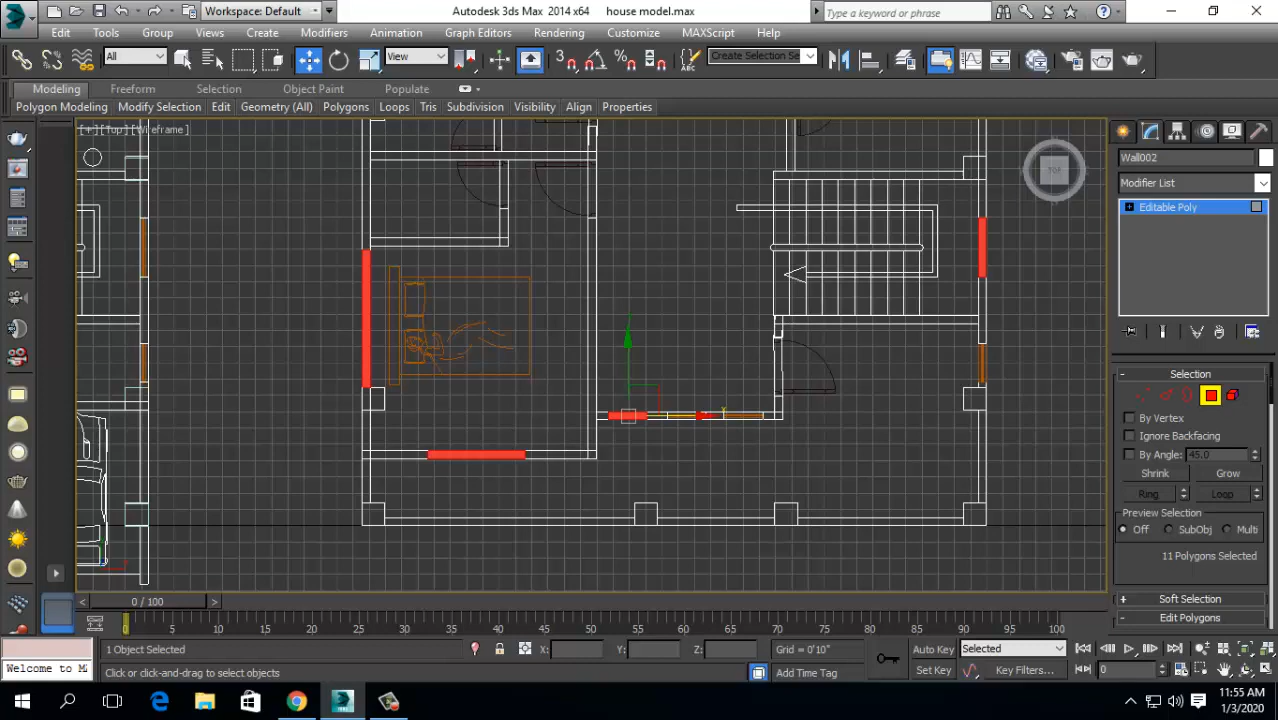 Workspace: Default
Autodesk 3ds Max 2014 x64 house model.max
Type a keyword or phrase
Edit Tools Group Views Create Modifiers Animation Graph Editors Rendering Customize MAXScript Help
All
View
3
Create Selection Se
Modeling Freeform Selection Object Paint Populate
Polygon Modeling Modify Selection Edit Geometry (All) Polygons Loops Tris Subdivision Visibility Align Properties
[+][Top][Wireframe]
TOP
Wall002
Modifier List
Editable Poly
Selection
By Vertex
Ignore Backfacing
By Angle: 45.0
Shrink Grow
Ring Loop
Preview Selection
Off SubObj Multi
11 Polygons Selected
Soft Selection
Edit Polygons
0 / 100
0 5 10 15 20 25 30 35 40 45 50 55 60 65 70 75 80 85 90 95 100
1 Object Selected X: Y: Z: Grid = 0'10" Auto Key Selected
Welcome to M
Click or click-and-drag to select objects Add Time Tag Set Key Key Filters... 0
11:55 AM
1/3/2020